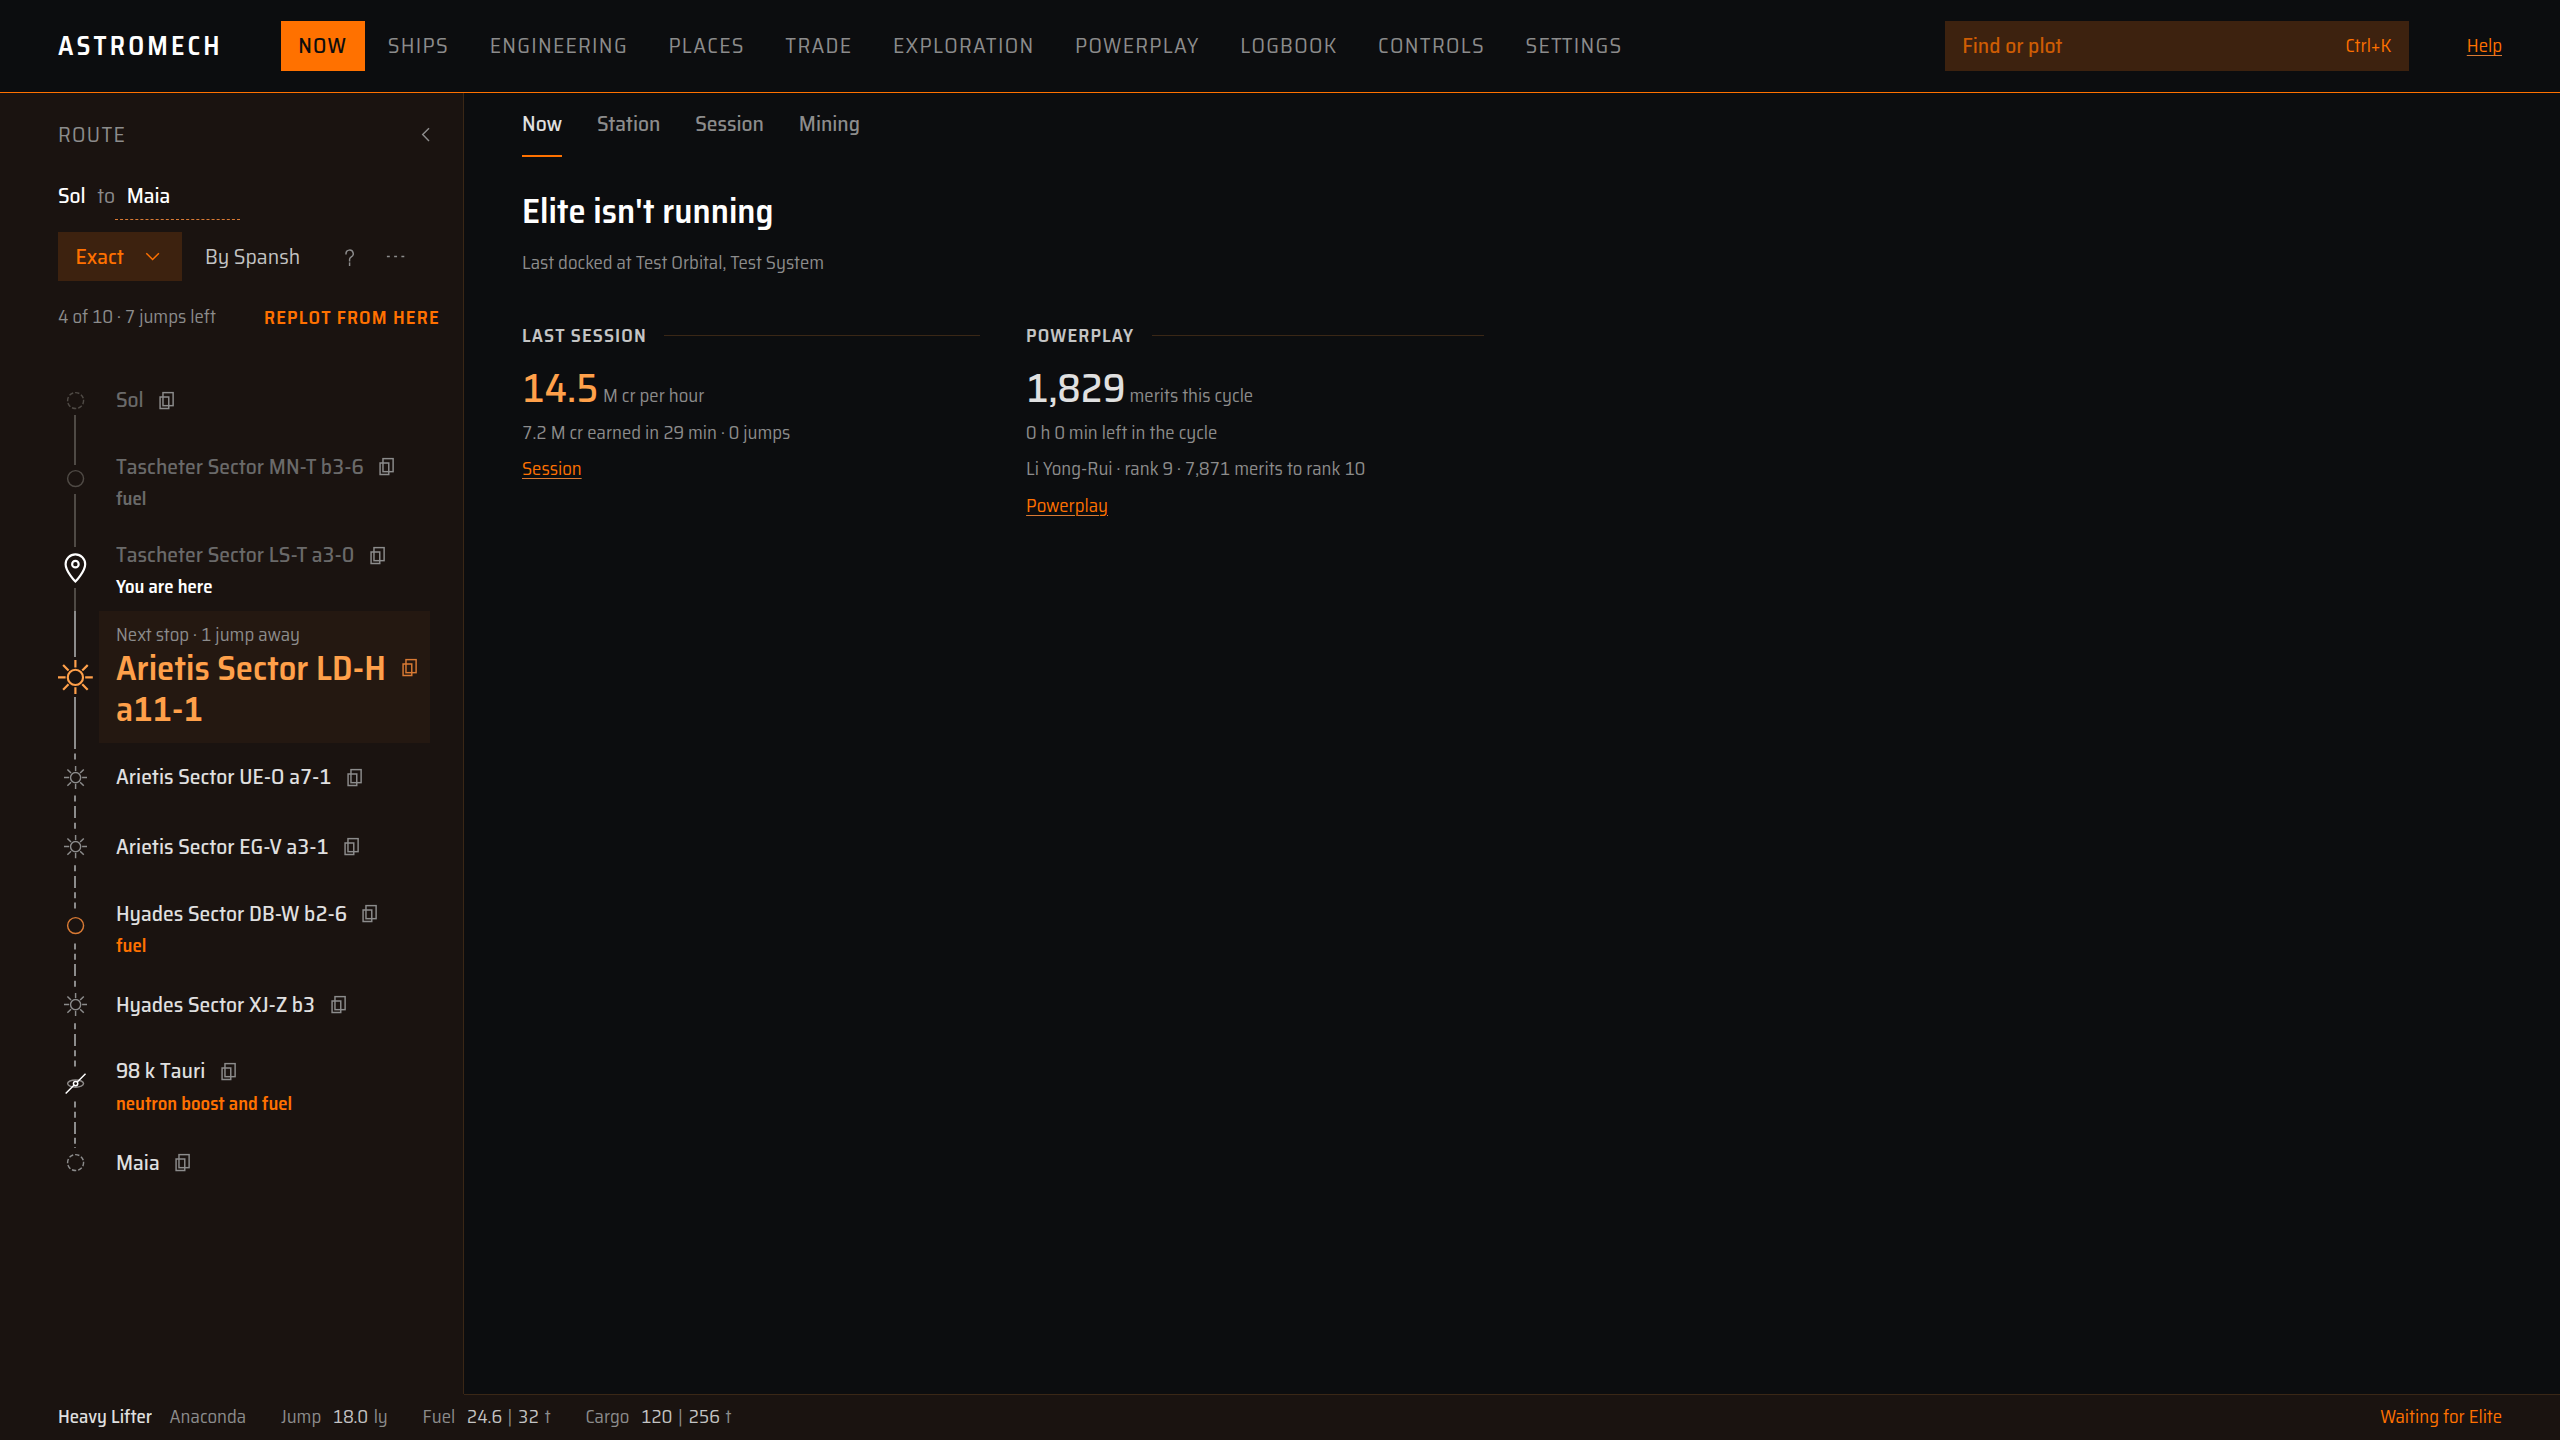 ASTROMECH NOW SHIPS ENGINEERING PLACES TRADE EXPLORATION POWERPLAY LOGBOOK CONTROLS SETTINGS Find or plot Ctrl+K Help
ROUTE
Sol to Maia
Exact By Spansh ? ---
4 of 10 · 7 jumps left REPLOT FROM HERE
Sol
Tascheter Sector MN-T b3-6
fuel
Tascheter Sector LS-T a3-0
You are here
Next stop · 1 jump away
Arietis Sector LD-H
a11-1
Arietis Sector UE-O a7-1
Arietis Sector EG-V a3-1
Hyades Sector DB-W b2-6
fuel
Hyades Sector XJ-Z b3
98 k Tauri
neutron boost and fuel
Maia
Now Station Session Mining
Elite isn't running
Last docked at Test Orbital, Test System
LAST SESSION
14.5 M cr per hour
7.2 M cr earned in 29 min · 0 jumps
Session
POWERPLAY
1,829 merits this cycle
0 h 0 min left in the cycle
Li Yong-Rui · rank 9 · 7,871 merits to rank 10
Powerplay
Heavy Lifter Anaconda Jump 18.0 ly Fuel 24.6 | 32 t Cargo 120 | 256 t Waiting for Elite